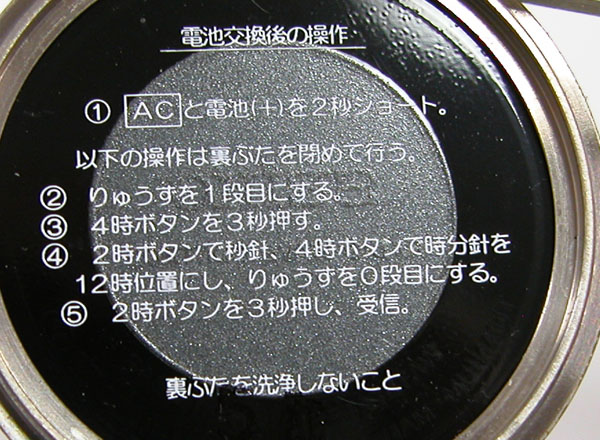 電池交換後の操作
① ACと電池(+)を2秒ショート。
以下の操作は裏ぶたを閉めて行う。
② りゅうずを1段目にする。
③ 4時ボタンを3秒押す。
④ 2時ボタンで秒針、4時ボタンで時分針を
12時位置にし、りゅうずを0段目にする。
⑤ 2時ボタンを3秒押し、受信。
裏ぶたを洗浄しないこと